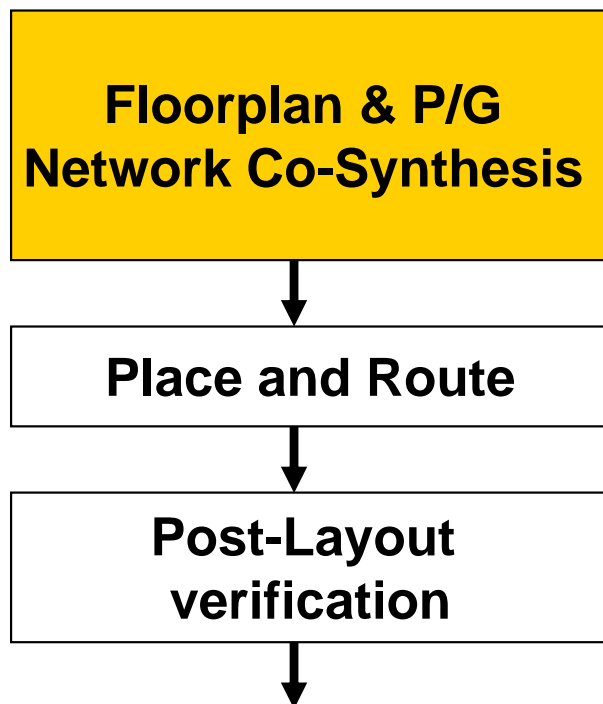 Floorplan & P/G
Network Co-Synthesis
Place and Route
Post-Layout
verification